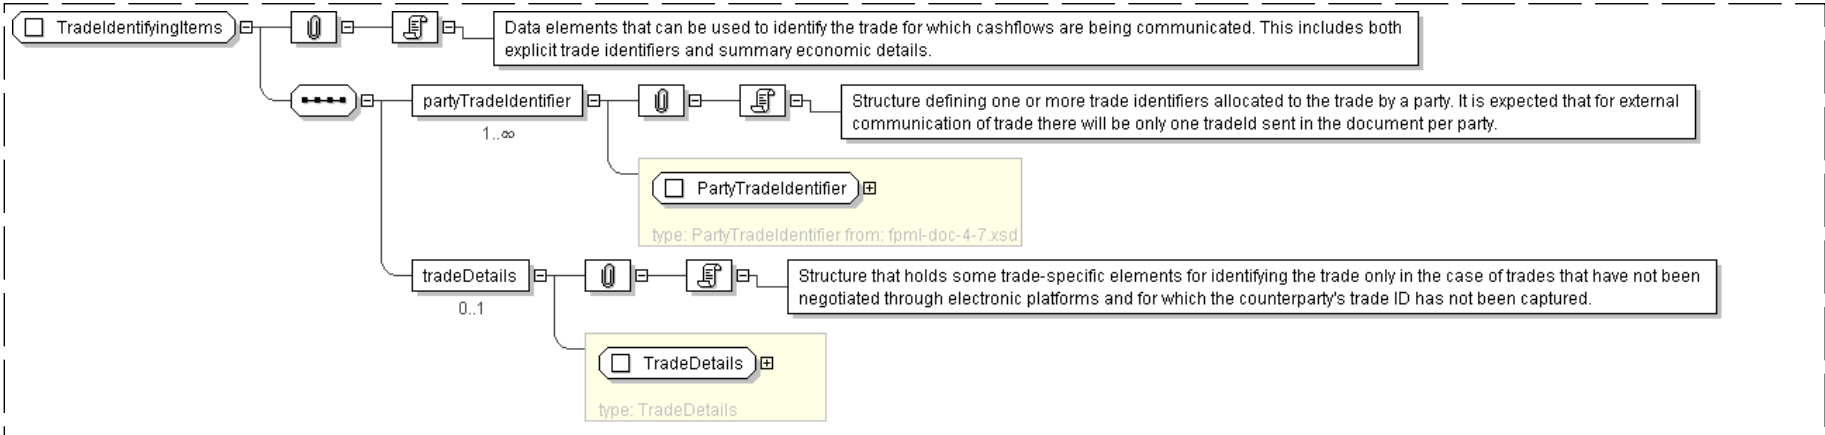 TradeIdentifyingItems
Data elements that can be used to identify the trade for which cashflows are being communicated. This includes both
explicit trade identifiers and summary economic details.
partyTradeIdentifier
1..∞
Structure defining one or more trade identifiers allocated to the trade by a party. It is expected that for external
communication of trade there will be only one tradeId sent in the document per party.
PartyTradeIdentifier
type: PartyTradeIdentifier from: fpml-doc-4-7.xsd
tradeDetails
0..1
Structure that holds some trade-specific elements for identifying the trade only in the case of trades that have not been
negotiated through electronic platforms and for which the counterparty's trade ID has not been captured.
TradeDetails
type: TradeDetails